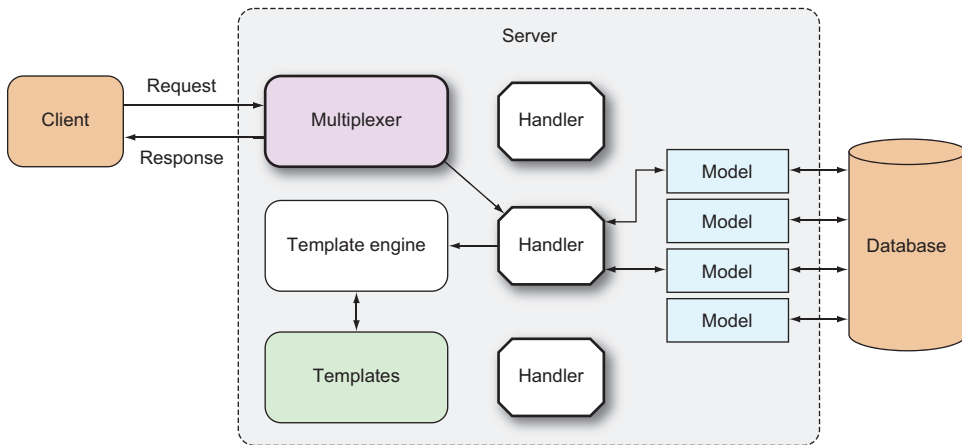 Server
Request
Client
Multiplexer
Handler
Response
Model
Model
Template engine
Handler
Database
Model
Model
Templates
Handler